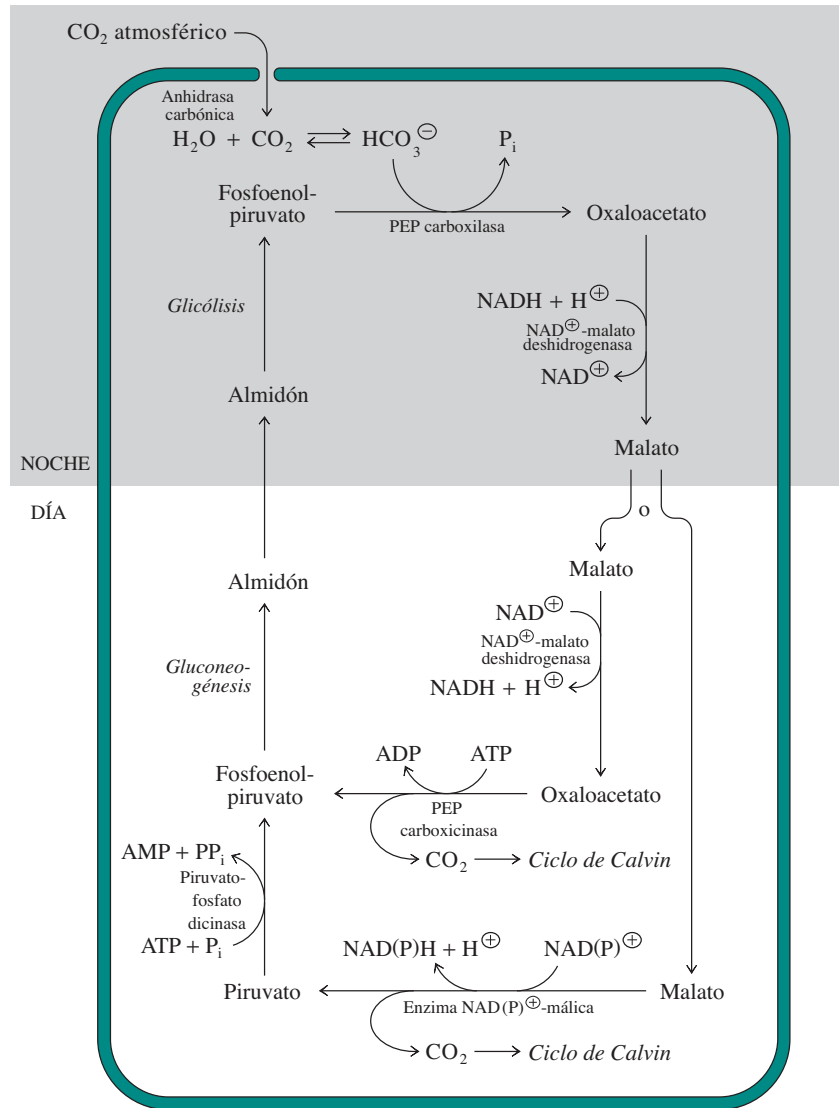 CO₂ atmosférico
Anhidrasa
carbónica
H₂O + CO₂ ⇌ HCO₃⊖
Pᵢ
Fosfoenol-
piruvato
PEP carboxilasa
Oxaloacetato
Glicólisis
NADH + H⊕
NAD⊕-malato
deshidrogenasa
NAD⊕
Almidón
Malato
NOCHE
DÍA
o
Malato
Almidón
NAD⊕
NAD⊕-malato
deshidrogenasa
NADH + H⊕
Gluconeo-
génesis
ADP ATP
Fosfoenol-
piruvato
PEP
carboxicinasa
Oxaloacetato
CO₂ → Ciclo de Calvin
AMP + PPᵢ
Piruvato-
fosfato
dicinasa
ATP + Pᵢ
NAD(P)H + H⊕ NAD(P)⊕
Piruvato
Enzima NAD(P)⊕-málica
Malato
CO₂ → Ciclo de Calvin